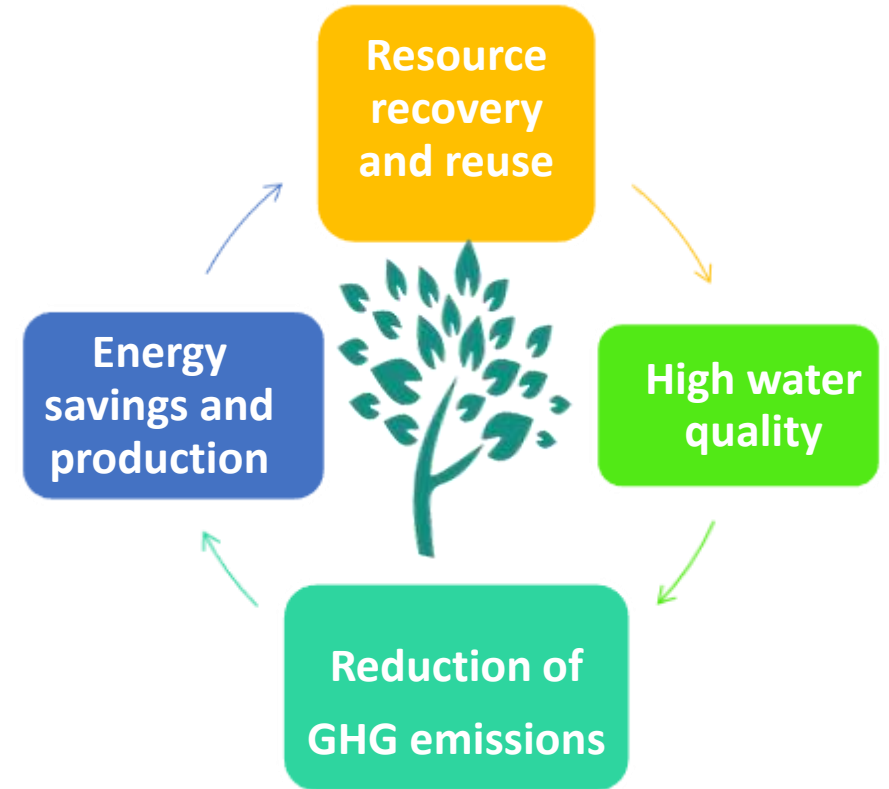 Resource
recovery
and reuse
High water
quality
Reduction of
GHG emissions
Energy
savings and
production